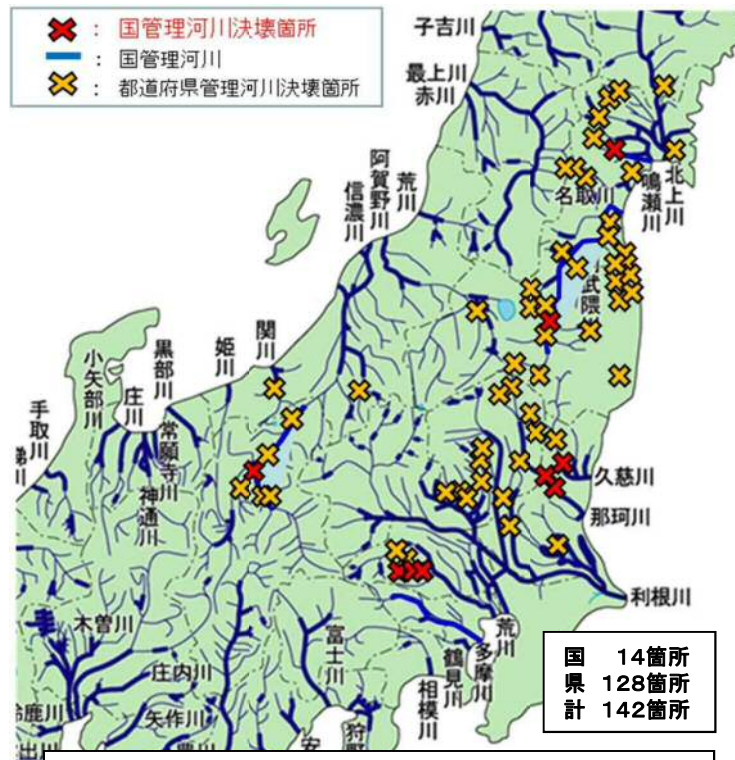 ：国管理河川決壊箇所
：国管理河川
：都道府県管理河川決壊箇所
子吉川
最上川
赤川
荒川
阿賀野川
信濃川
北上川
鳴瀬川
名取川
武隈
関川
姫川
黒部川
小矢部川
庄川
常願寺川
神通川
手取川
久慈川
那珂川
利根川
荒川
多摩川
鶴見川
相模川
富士川
木曽川
庄内川
矢作川
鈴鹿川
国 14箇所
県 128箇所
計 142箇所